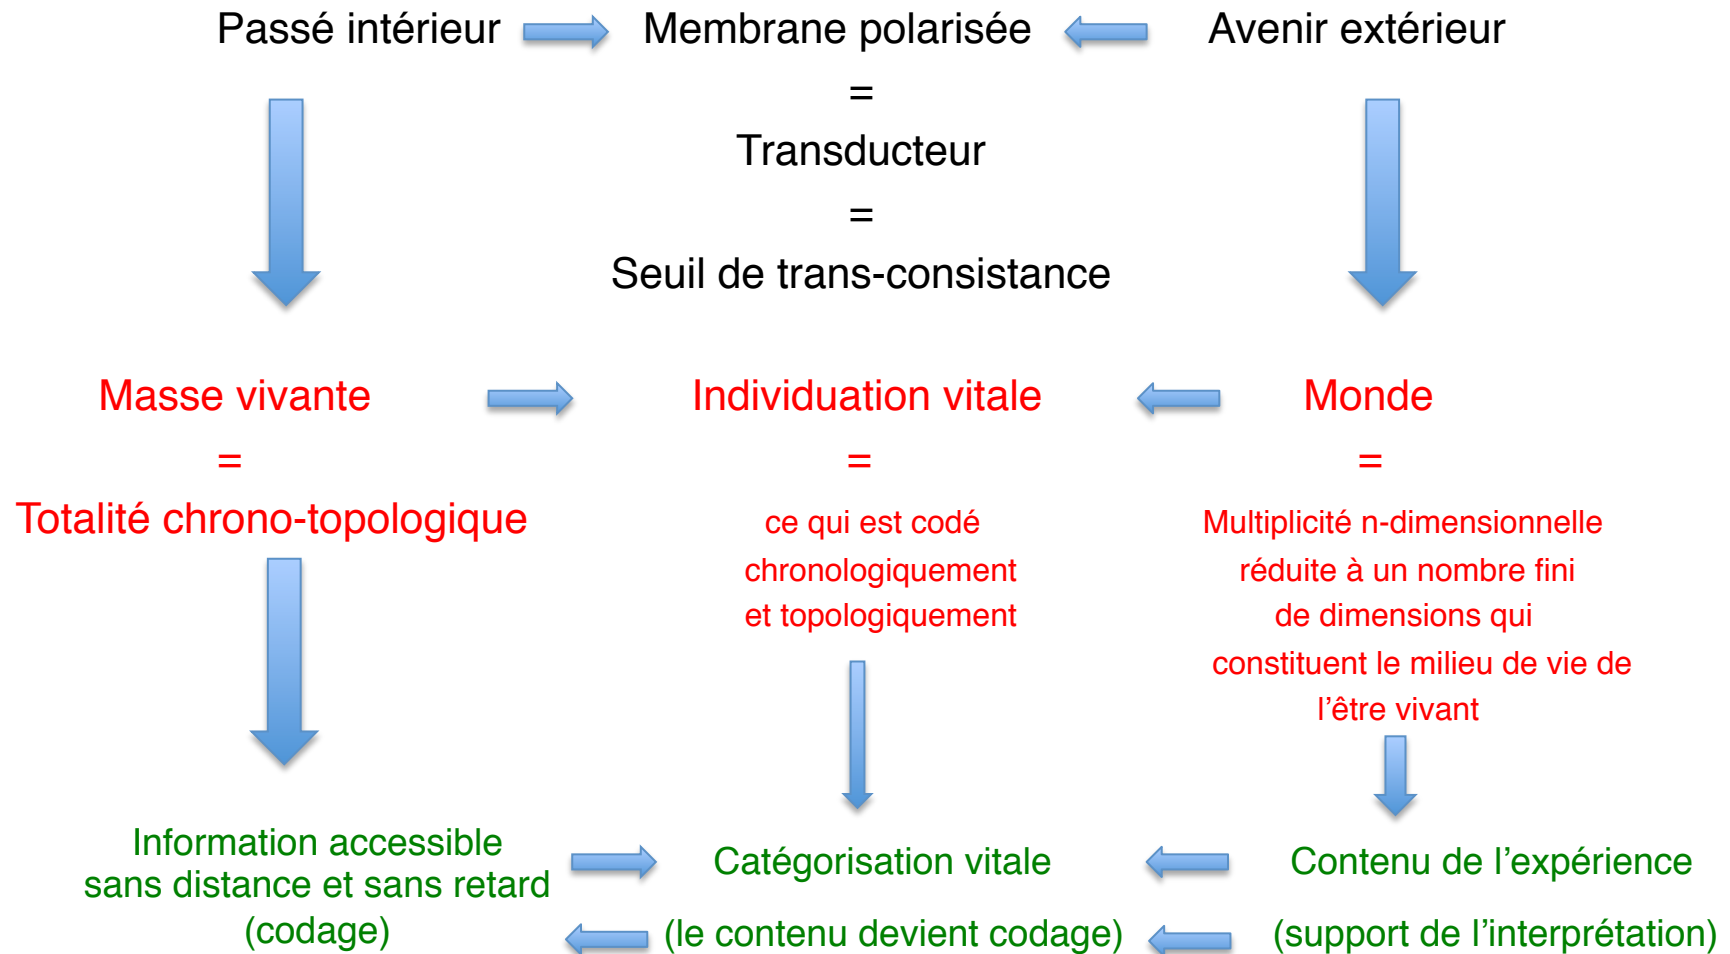 Passé intérieur Membrane polarisée Avenir extérieur
=
Transducteur
=
Seuil de trans-consistance
Masse vivante Individuation vitale Monde
= = =
Totalité chrono-topologique ce qui est codé Multiplicité n-dimensionnelle
chronologiquement réduite à un nombre fini
et topologiquement de dimensions qui
constituent le milieu de vie de
l’être vivant
Information accessible
sans distance et sans retard Catégorisation vitale Contenu de l’expérience
(codage) (le contenu devient codage) (support de l’interprétation)